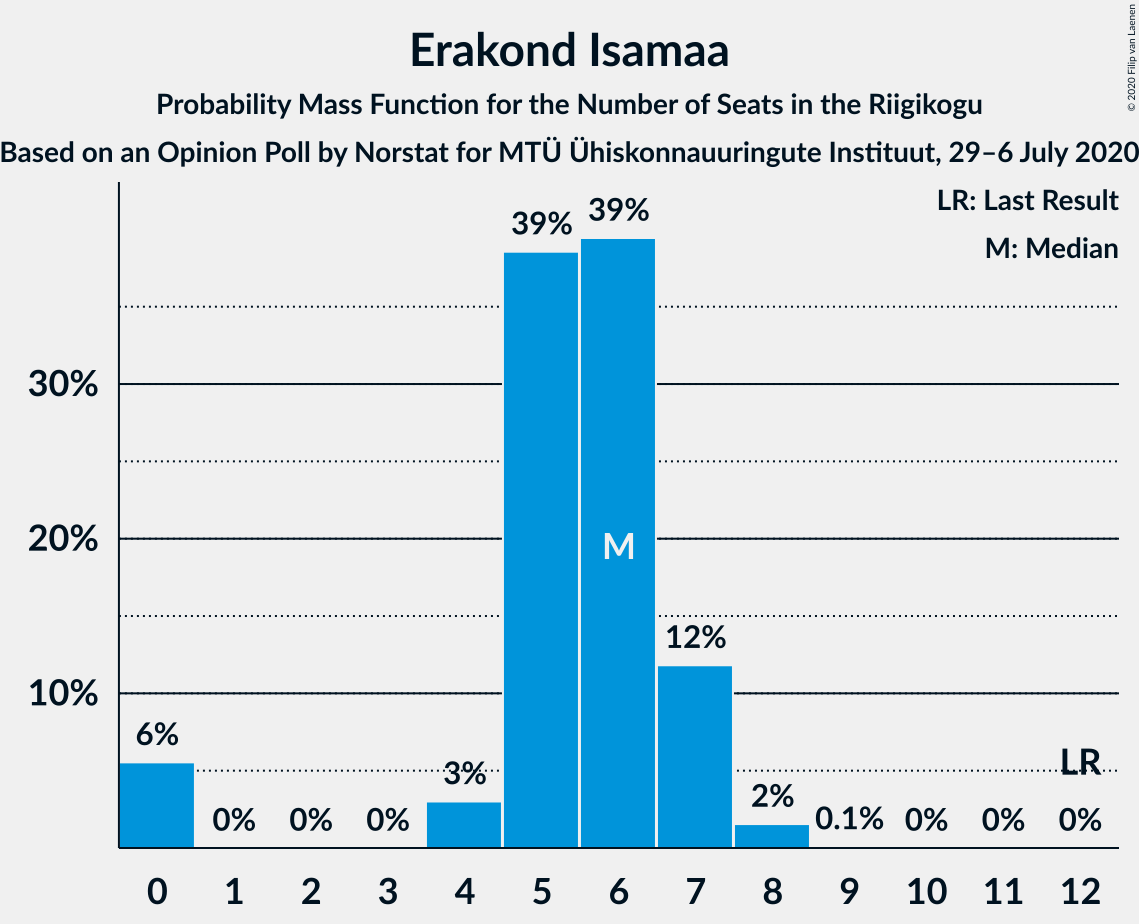 Erakond Isamaa
Probability Mass Function for the Number of Seats in the Riigikogu
Based on an Opinion Poll by Norstat for MTÜ Ühiskonnauuringute Instituut, 29–6 July 2020
© 2020 Filip van Laenen
LR: Last Result
M: Median
39% 39%
30%
20%
M
12%
10%
6%
3%
LR
2%
0% 0% 0% 0.1% 0% 0% 0%
0 1 2 3 4 5 6 7 8 9 10 11 12